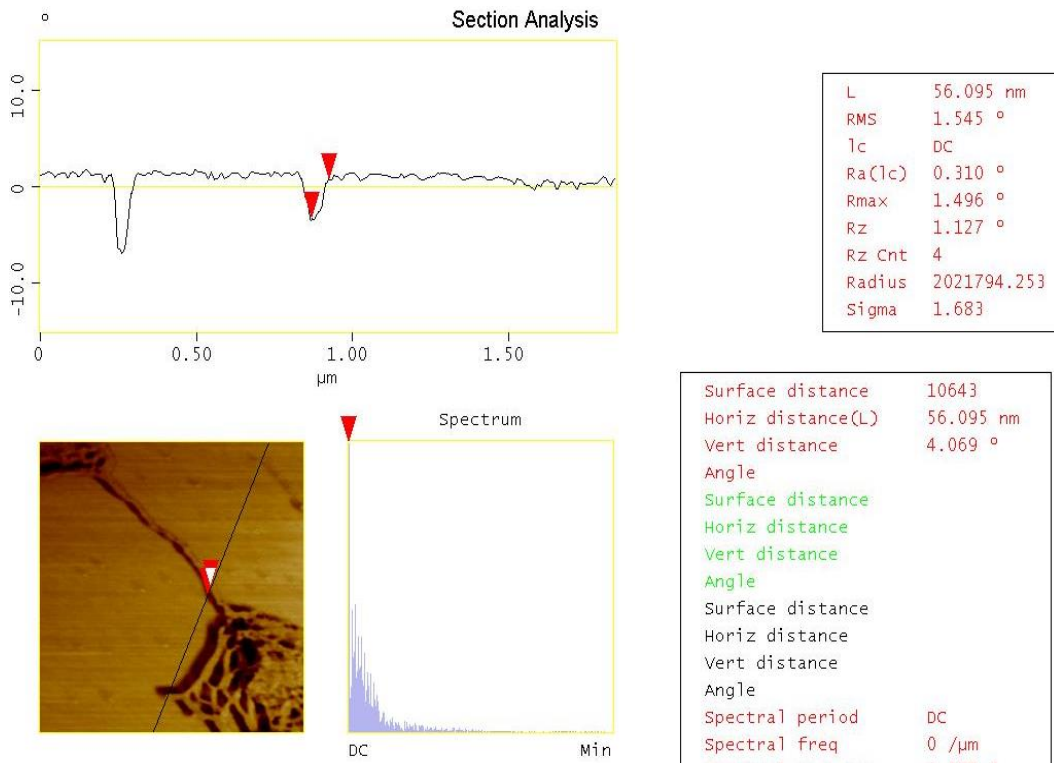 Section Analysis
o
10.0
0
-10.0
0
0.50
1.00
1.50
µm
L 56.095 nm
RMS 1.545 º
lc DC
Ra(lc) 0.310 º
Rmax 1.496 º
Rz 1.127 º
Rz Cnt 4
Radius 2021794.253
Sigma 1.683
Spectrum
DC
Min
Surface distance 10643
Horiz distance(L) 56.095 nm
Vert distance 4.069 º
Angle
Surface distance
Horiz distance
Vert distance
Angle
Surface distance
Horiz distance
Vert distance
Angle
Spectral period DC
Spectral freq 0 /µm